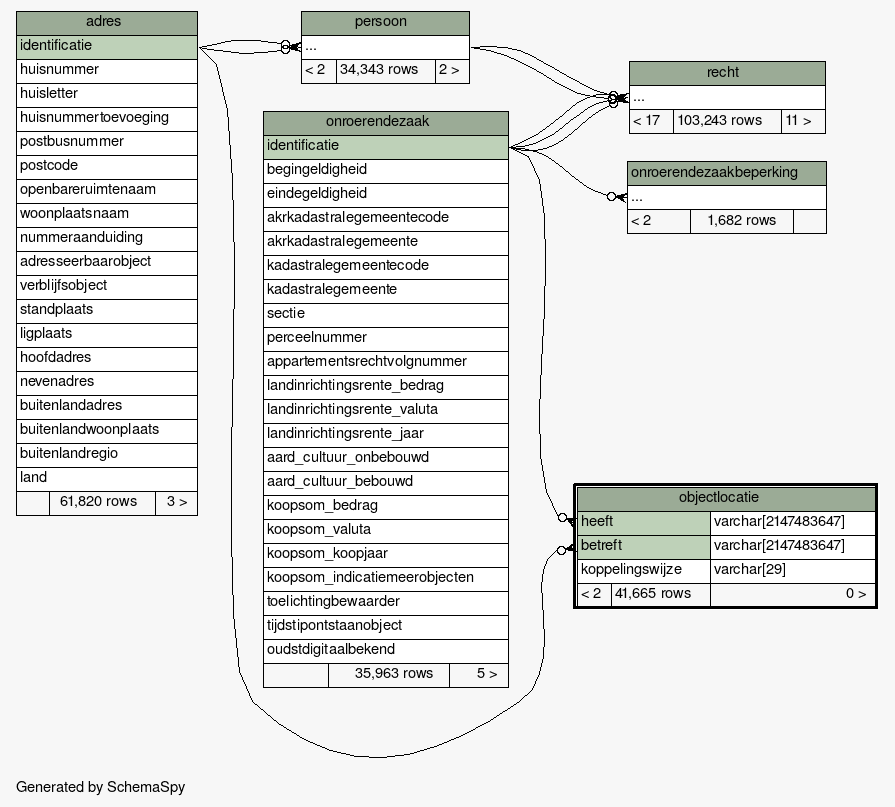 adres
identificatie
huisnummer
huisletter
huisnummertoevoeging
postbusnummer
postcode
openbareruimtenaam
woonplaatsnaam
nummeraanduiding
adresseerbaarobject
verblijfsobject
standplaats
ligplaats
hoofdadres
nevenadres
buitenlandadres
buitenlandwoonplaats
buitenlandregio
land
61,820 rows 3 >
persoon
...
< 2 34,343 rows 2 >
onroerendezaak
identificatie
begingeldigheid
eindegeldigheid
akrkadastralegemeentecode
akrkadastralegemeente
kadastralegemeentecode
kadastralegemeente
sectie
perceelnummer
appartementsrechtvolgnummer
landinrichtingsrente_bedrag
landinrichtingsrente_valuta
landinrichtingsrente_jaar
aard_cultuur_onbebouwd
aard_cultuur_bebouwd
koopsom_bedrag
koopsom_valuta
koopsom_koopjaar
koopsom_indicatiemeerobjecten
toelichtingbewaarder
tijdstipontstaanobject
oudstdigitaalbekend
35,963 rows 5 >
recht
...
< 17 103,243 rows 11 >
onroerendezaakbeperking
...
< 2 1,682 rows
objectlocatie
heeft varchar[2147483647]
betreft varchar[2147483647]
koppelingswijze varchar[29]
< 2 41,665 rows 0 >
Generated by SchemaSpy